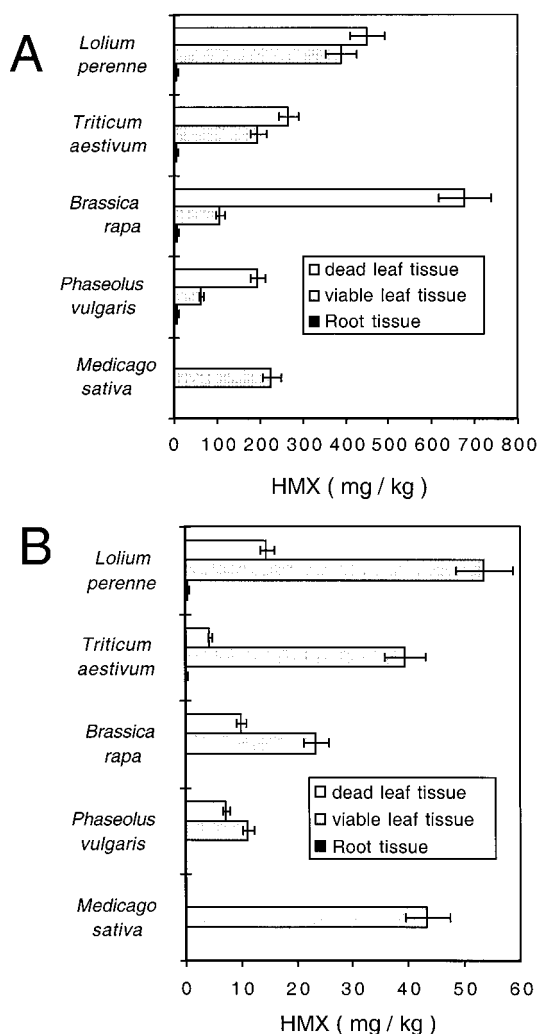 A
Lolium
perenne
Triticum
aestivum
Brassica
rapa
Phaseolus
vulgaris
Medicago
sativa
dead leaf tissue
viable leaf tissue
Root tissue
0 100 200 300 400 500 600 700 800
HMX ( mg / kg )
B
Lolium
perenne
Triticum
aestivum
Brassica
rapa
Phaseolus
vulgaris
Medicago
sativa
dead leaf tissue
viable leaf tissue
Root tissue
0 10 20 30 40 50 60
HMX ( mg / kg )